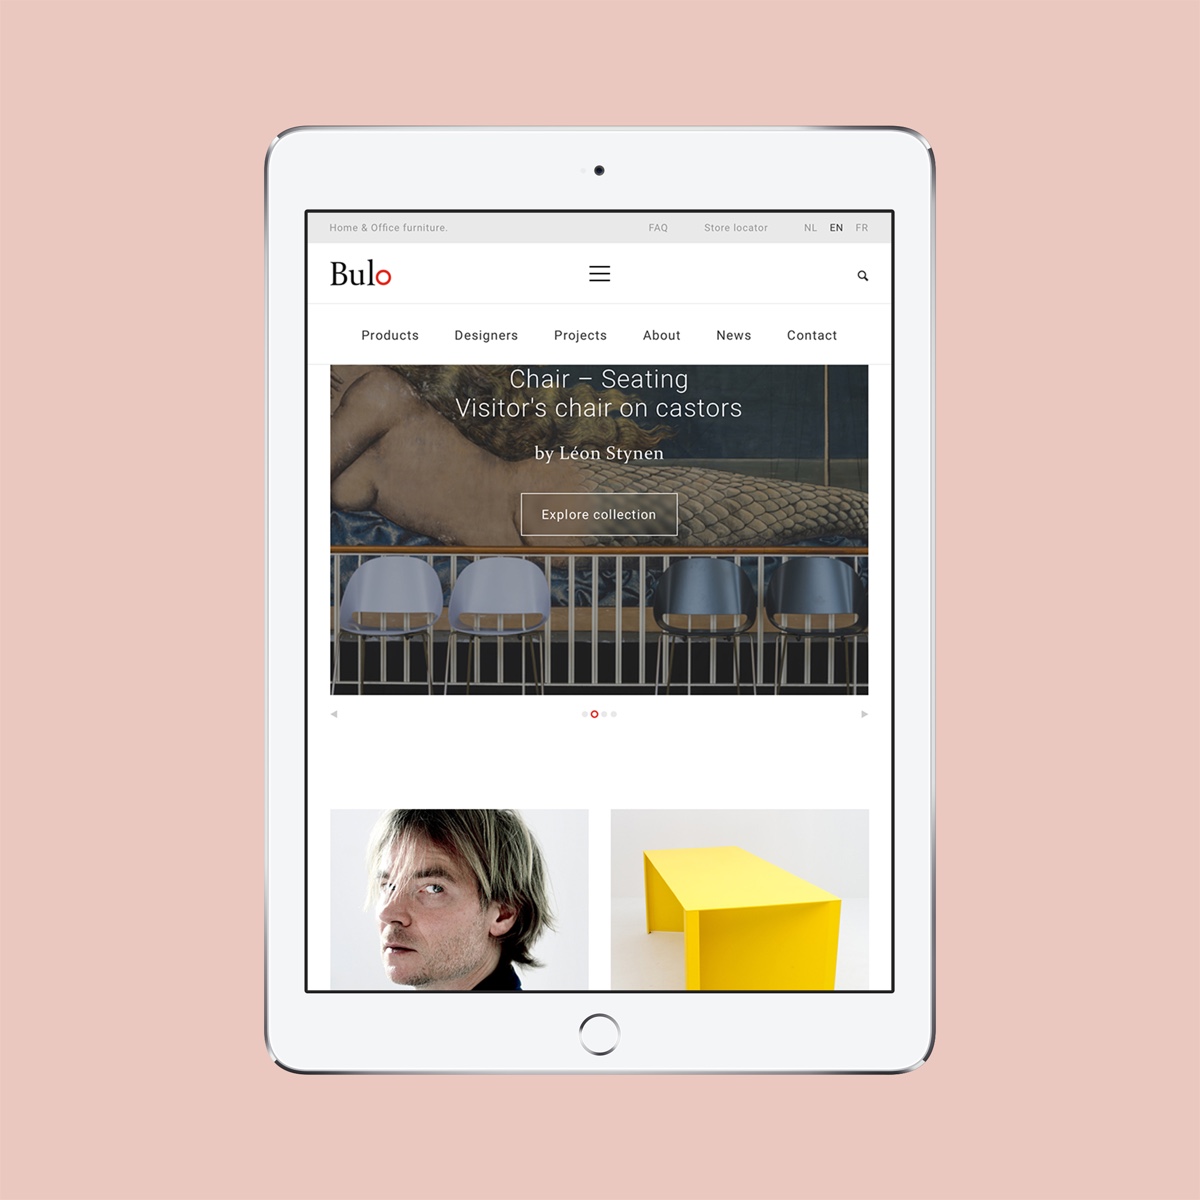 Home & Office furniture. FAQ Store locator NL EN FR
Bulo
Products Designers Projects About News Contact
Chair – Seating
Visitor's chair on castors
by Léon Stynen
Explore collection